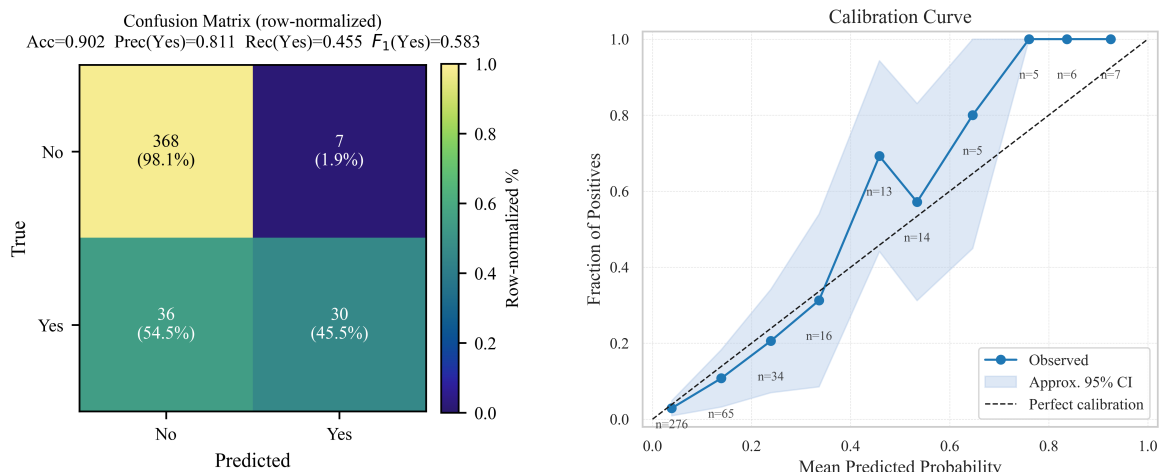 Confusion Matrix (row-normalized)
Acc=0.902 Prec(Yes)=0.811 Rec(Yes)=0.455 F1(Yes)=0.583
No
368
(98.1%)
7
(1.9%)
Yes
36
(54.5%)
30
(45.5%)
No
Yes
Predicted
True
1.0
0.8
0.6
0.4
0.2
0.0
Row-normalized %
Calibration Curve
Fraction of Positives
1.0
0.8
0.6
0.4
0.2
0.0
n=276
n=65
n=34
n=16
n=13
n=14
n=5
n=5
n=6
n=7
Observed
Approx. 95% CI
Perfect calibration
0.0
0.2
0.4
0.6
0.8
1.0
Mean Predicted Probability